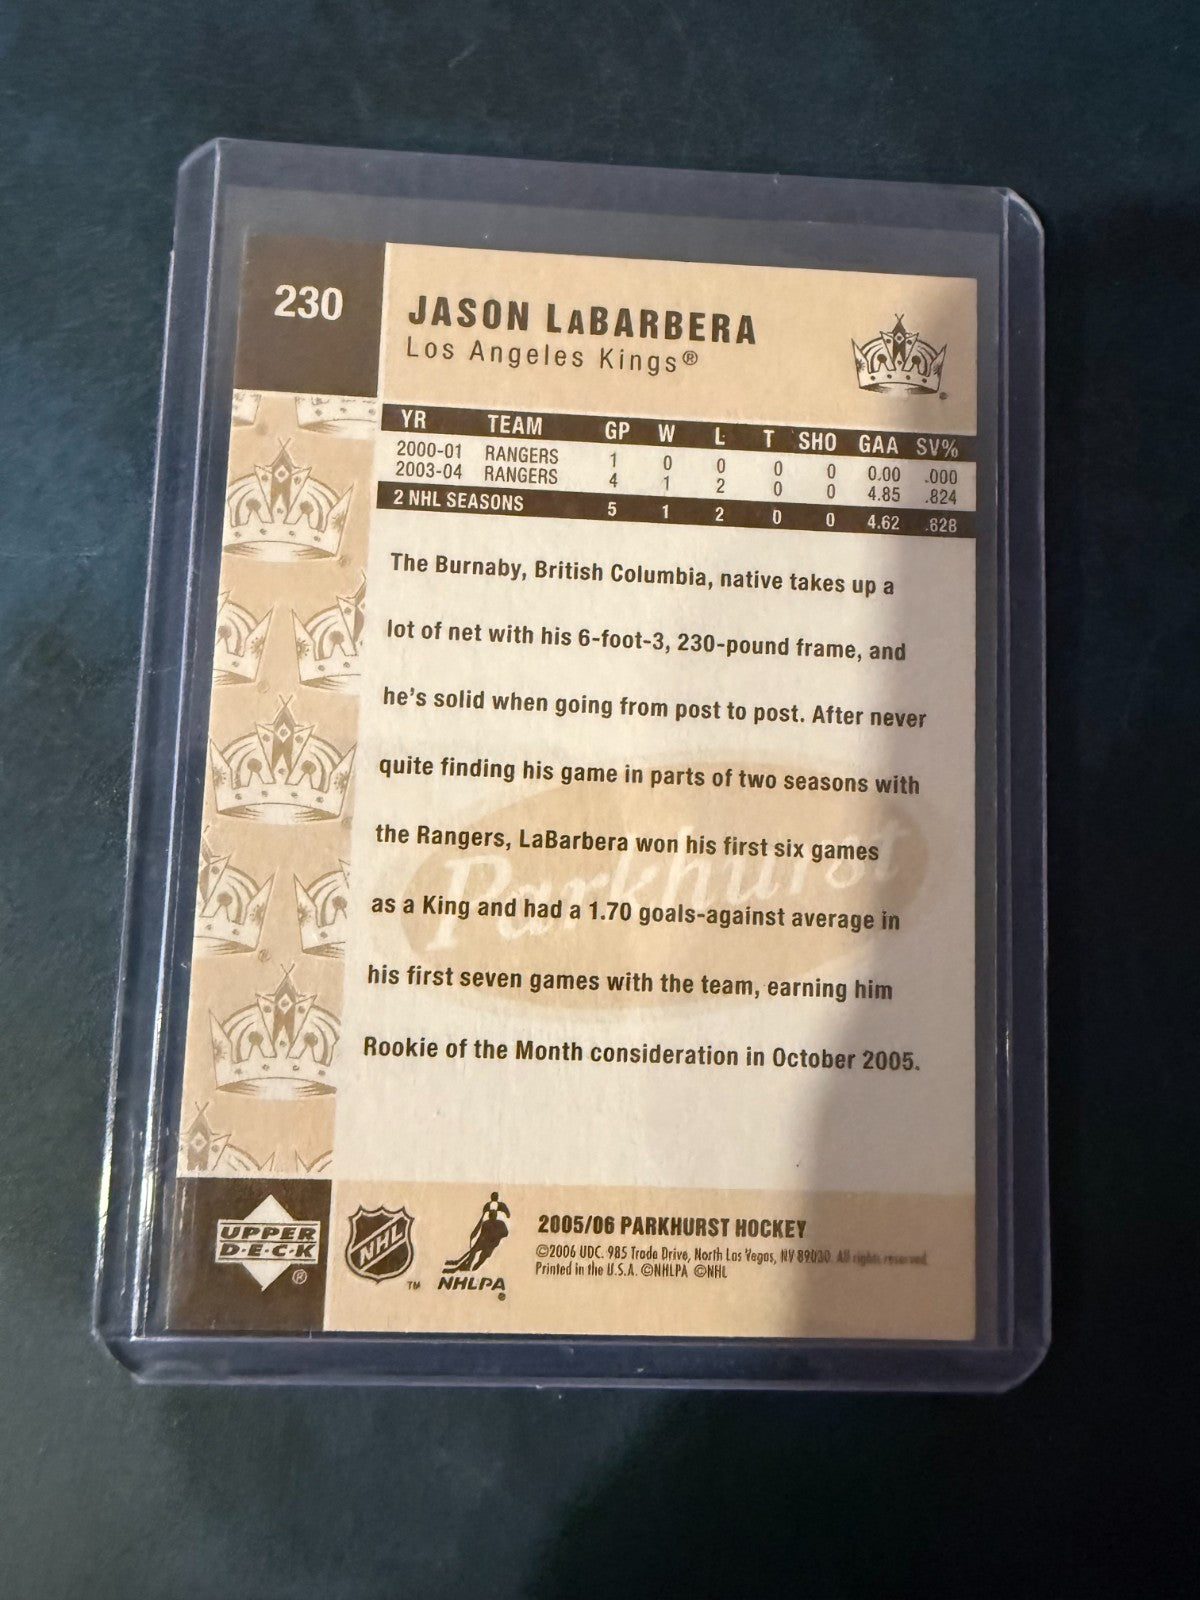 230
JASON LaBARBERA
Los Angeles Kings®
YR TEAM GP W L T SHO GAA SV%
2000-01 RANGERS 1 0 0 0 0 0.00 .000
2003-04 RANGERS 4 1 2 0 0 4.85 .824
2 NHL SEASONS 5 1 2 0 0 4.62 .828
The Burnaby, British Columbia, native takes up a
lot of net with his 6-foot-3, 230-pound frame, and
he's solid when going from post to post. After never
quite finding his game in parts of two seasons with
the Rangers, LaBarbera won his first six games
as a King and had a 1.70 goals-against average in
his first seven games with the team, earning him
Rookie of the Month consideration in October 2005.
Parkhurst
UPPER
D·E·C·K
®
NHL
™
NHLPA
®
2005/06 PARKHURST HOCKEY
©2006 UDC. 985 Trade Drive, North Las Vegas, NV 89030. All rights reserved.
Printed in the U.S.A. ©NHLPA ©NHL